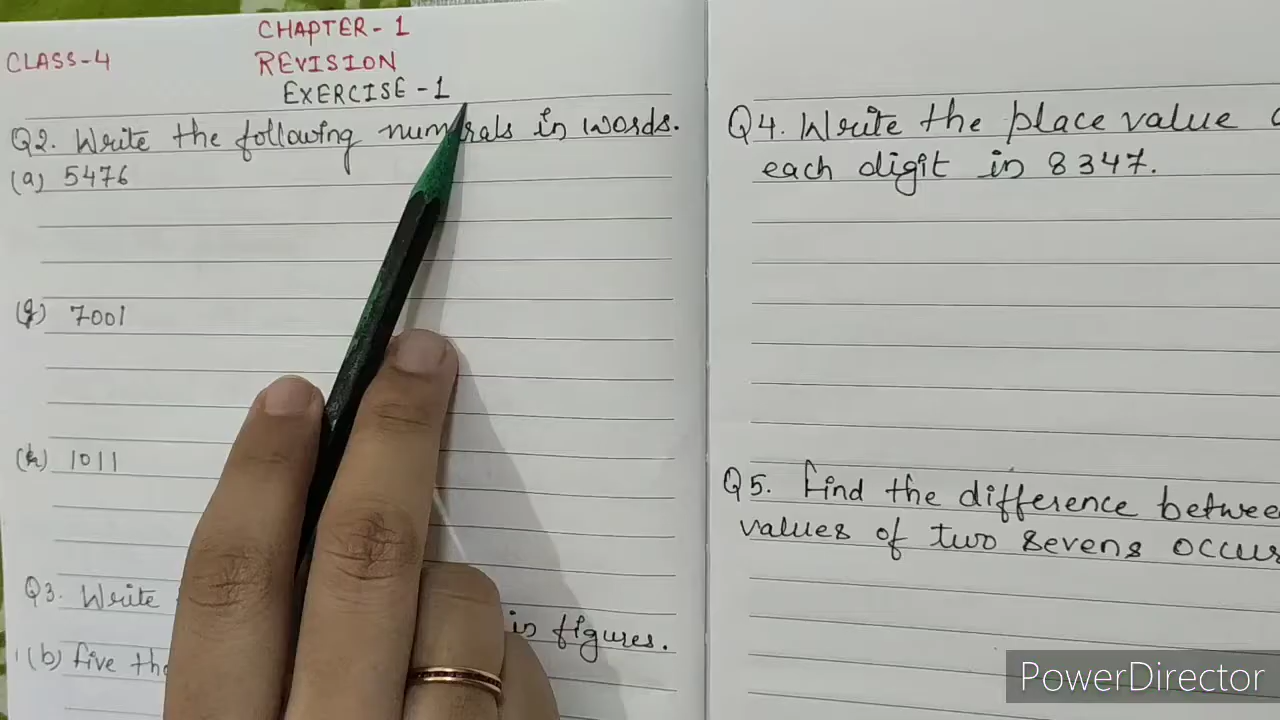 CHAPTER-1
CLASS-4
REVISION
EXERCISE-1
Q2. Write the following numerals in words.
(a) 5476
(g) 7001
(h) 1011
Q3. Write in figures.
(b) five
Q4. Write the place value
each digit in 8347.
Q5. Find the difference
values of two sevens
PowerDirector